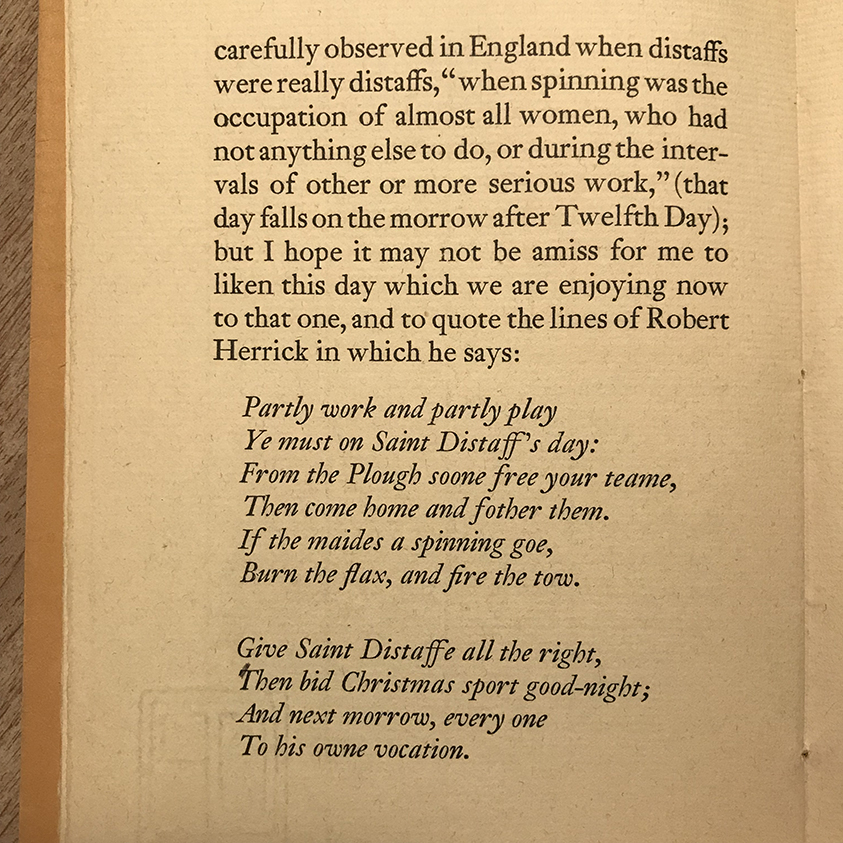 carefully observed in England when distaffs
were really distaffs, “when spinning was the
occupation of almost all women, who had
not anything else to do, or during the inter-
vals of other or more serious work,” (that
day falls on the morrow after Twelfth Day);
but I hope it may not be amiss for me to
liken this day which we are enjoying now
to that one, and to quote the lines of Robert
Herrick in which he says:
Partly work and partly play
Ye must on Saint Distaff’s day:
From the Plough soone free your teame,
Then come home and fother them.
If the maides a spinning goe,
Burn the flax, and fire the tow.
Give Saint Distaffe all the right,
Then bid Christmas sport good-night;
And next morrow, every one
To his owne vocation.